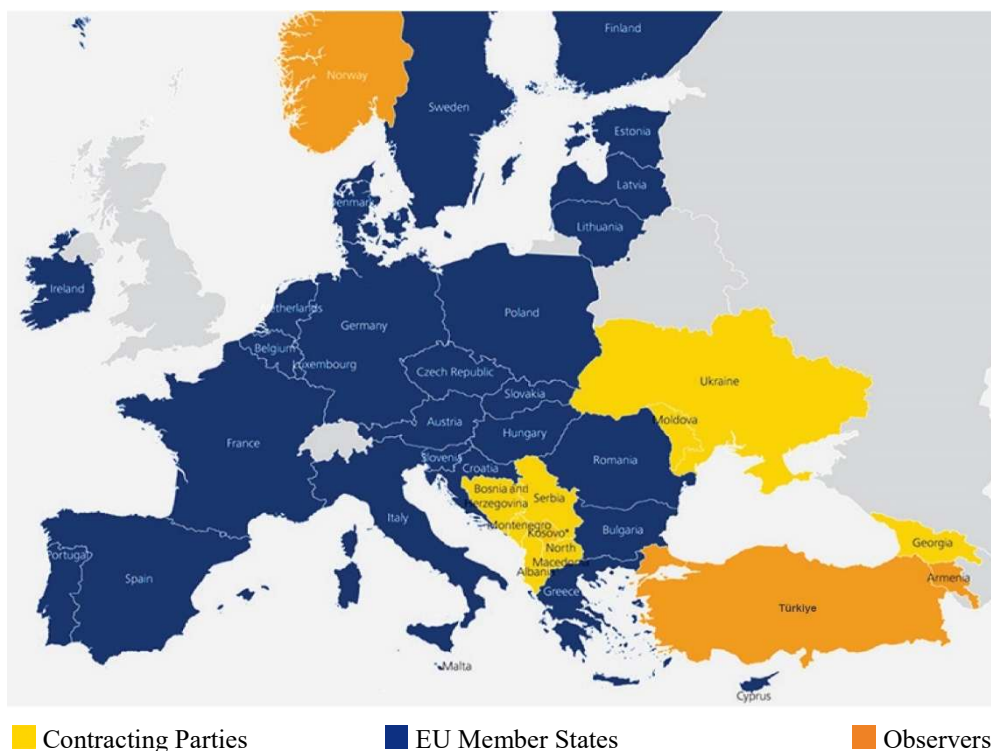 Finland
Norway
Sweden
Estonia
Latvia
Denmark
Lithuania
Ireland
Netherlands
Poland
Germany
Belgium
Luxembourg
Czech Republic
Ukraine
Slovakia
Austria
Moldova
Hungary
France
Slovenia
Romania
Croatia
Bosnia and
Herzegovina
Serbia
Italy
Montenegro
Kosovo*
Bulgaria
Georgia
North
Macedonia
Portugal
Albania
Spain
Armenia
Greece
Türkiye
Malta
Cyprus
Contracting Parties
EU Member States
Observers